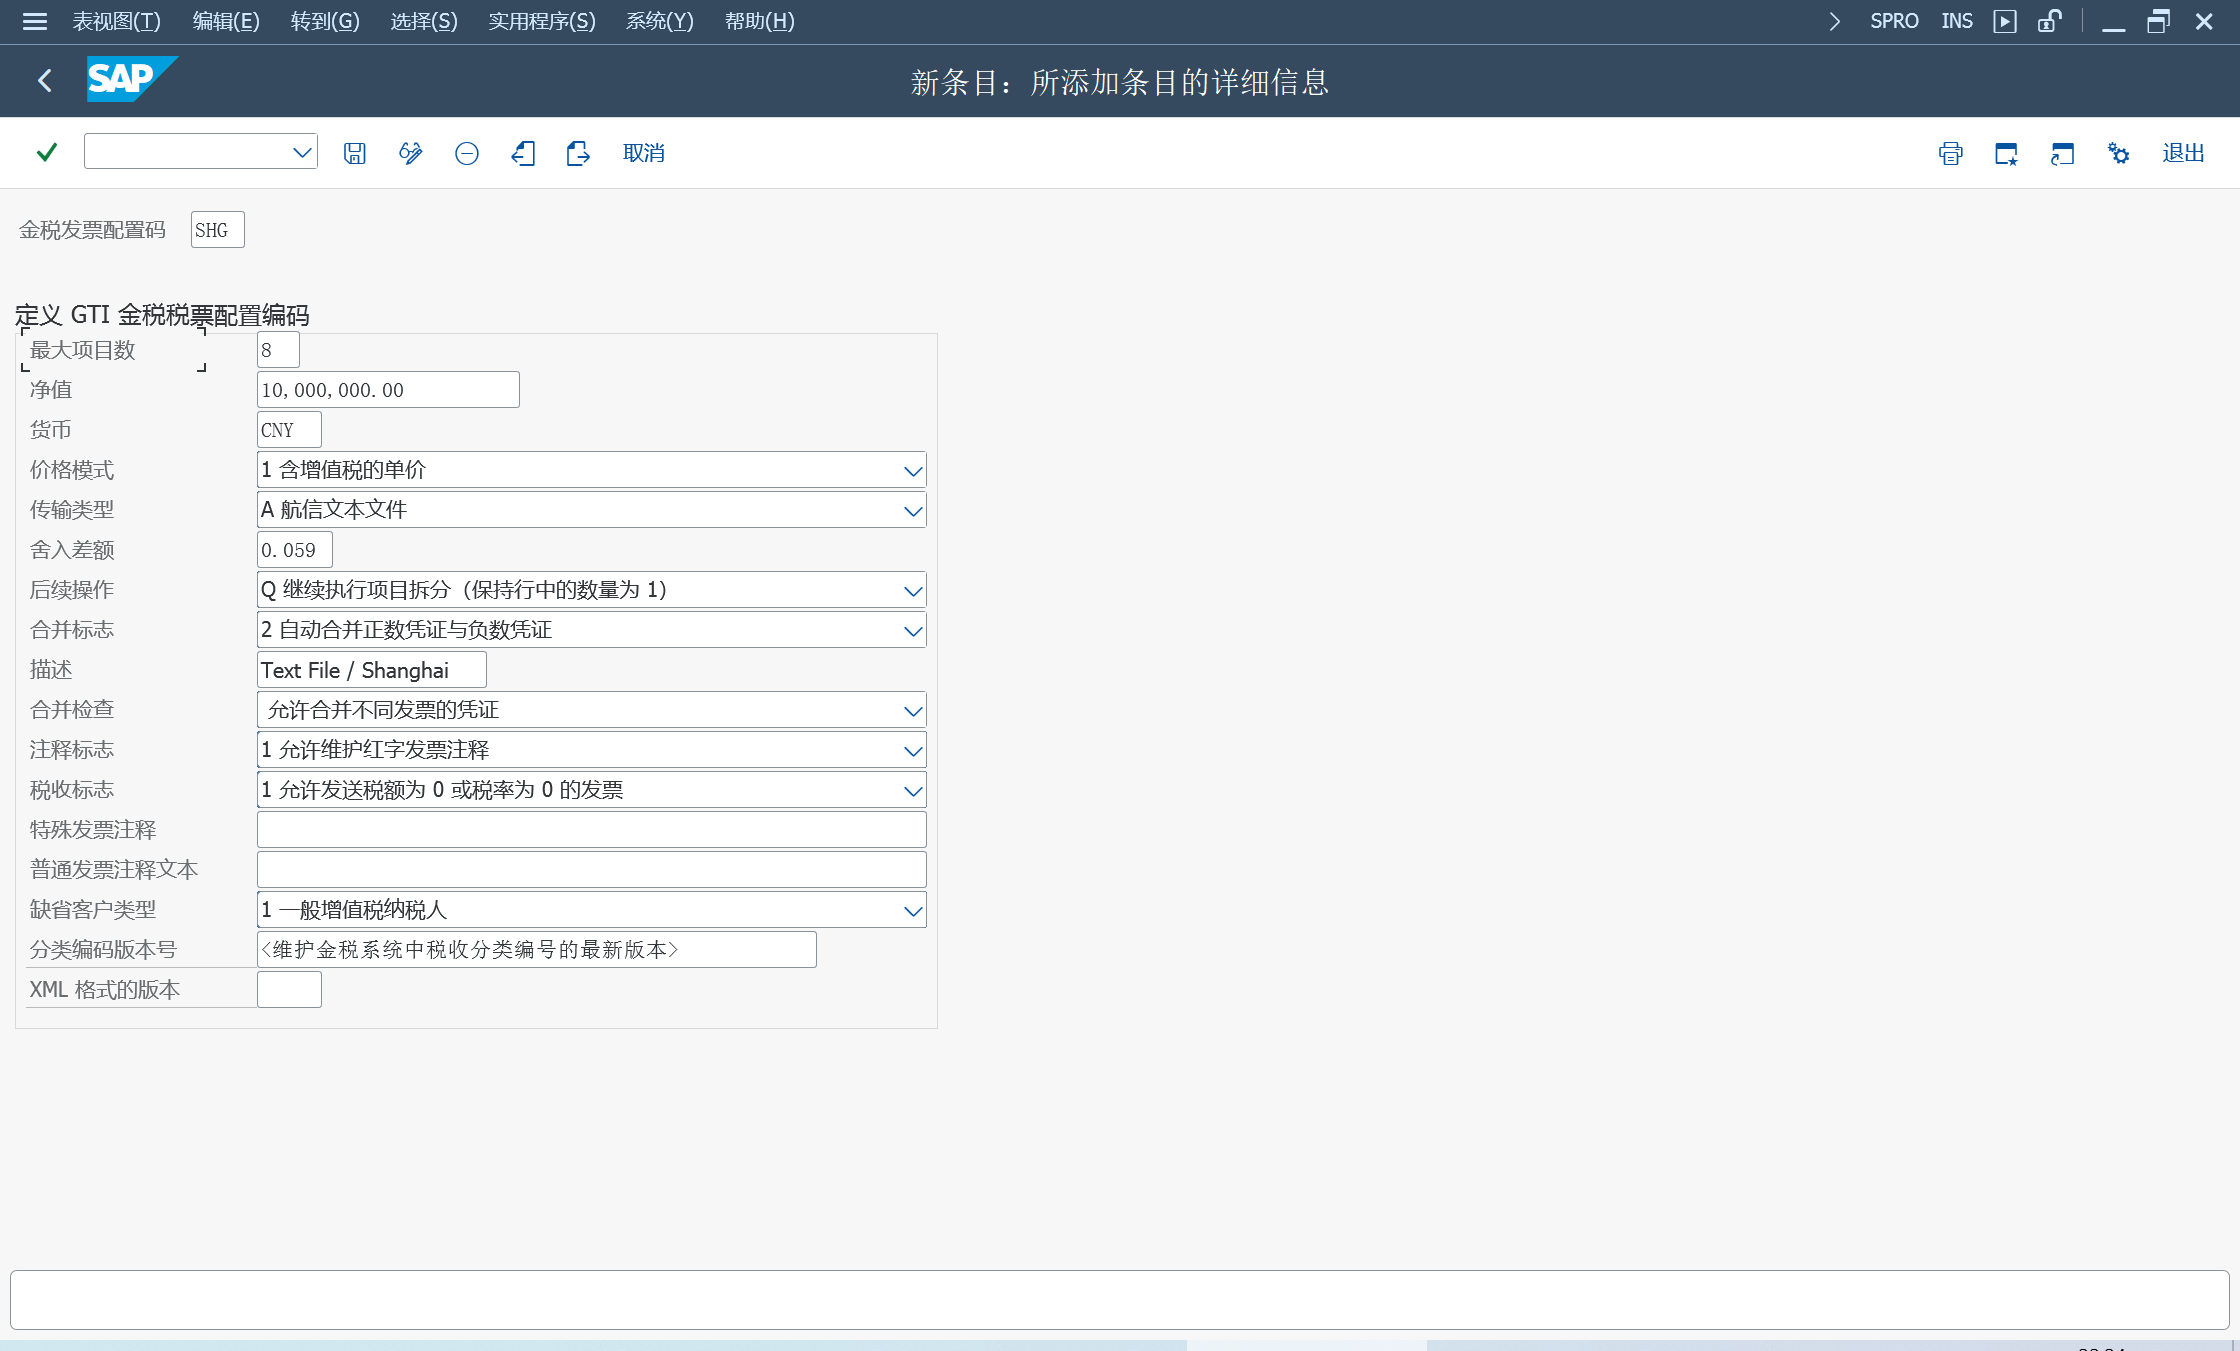 表视图(T) 编辑(E) 转到(G) 选择(S) 实用程序(S) 系统(Y) 帮助(H) SPRO INS
SAP 新条目：所添加条目的详细信息
取消 退出
金税发票配置码 SHG
定义 GTI 金税税票配置编码
最大项目数 8
净值 10,000,000.00
货币 CNY
价格模式 1 含增值税的单价
传输类型 A 航信文本文件
舍入差额 0.059
后续操作 Q 继续执行项目拆分（保持行中的数量为 1）
合并标志 2 自动合并正数凭证与负数凭证
描述 Text File / Shanghai
合并检查 允许合并不同发票的凭证
注释标志 1 允许维护红字发票注释
税收标志 1 允许发送税额为 0 或税率为 0 的发票
特殊发票注释
普通发票注释文本
缺省客户类型 1 一般增值税纳税人
分类编码版本号 <维护金税系统中税收分类编号的最新版本>
XML 格式的版本